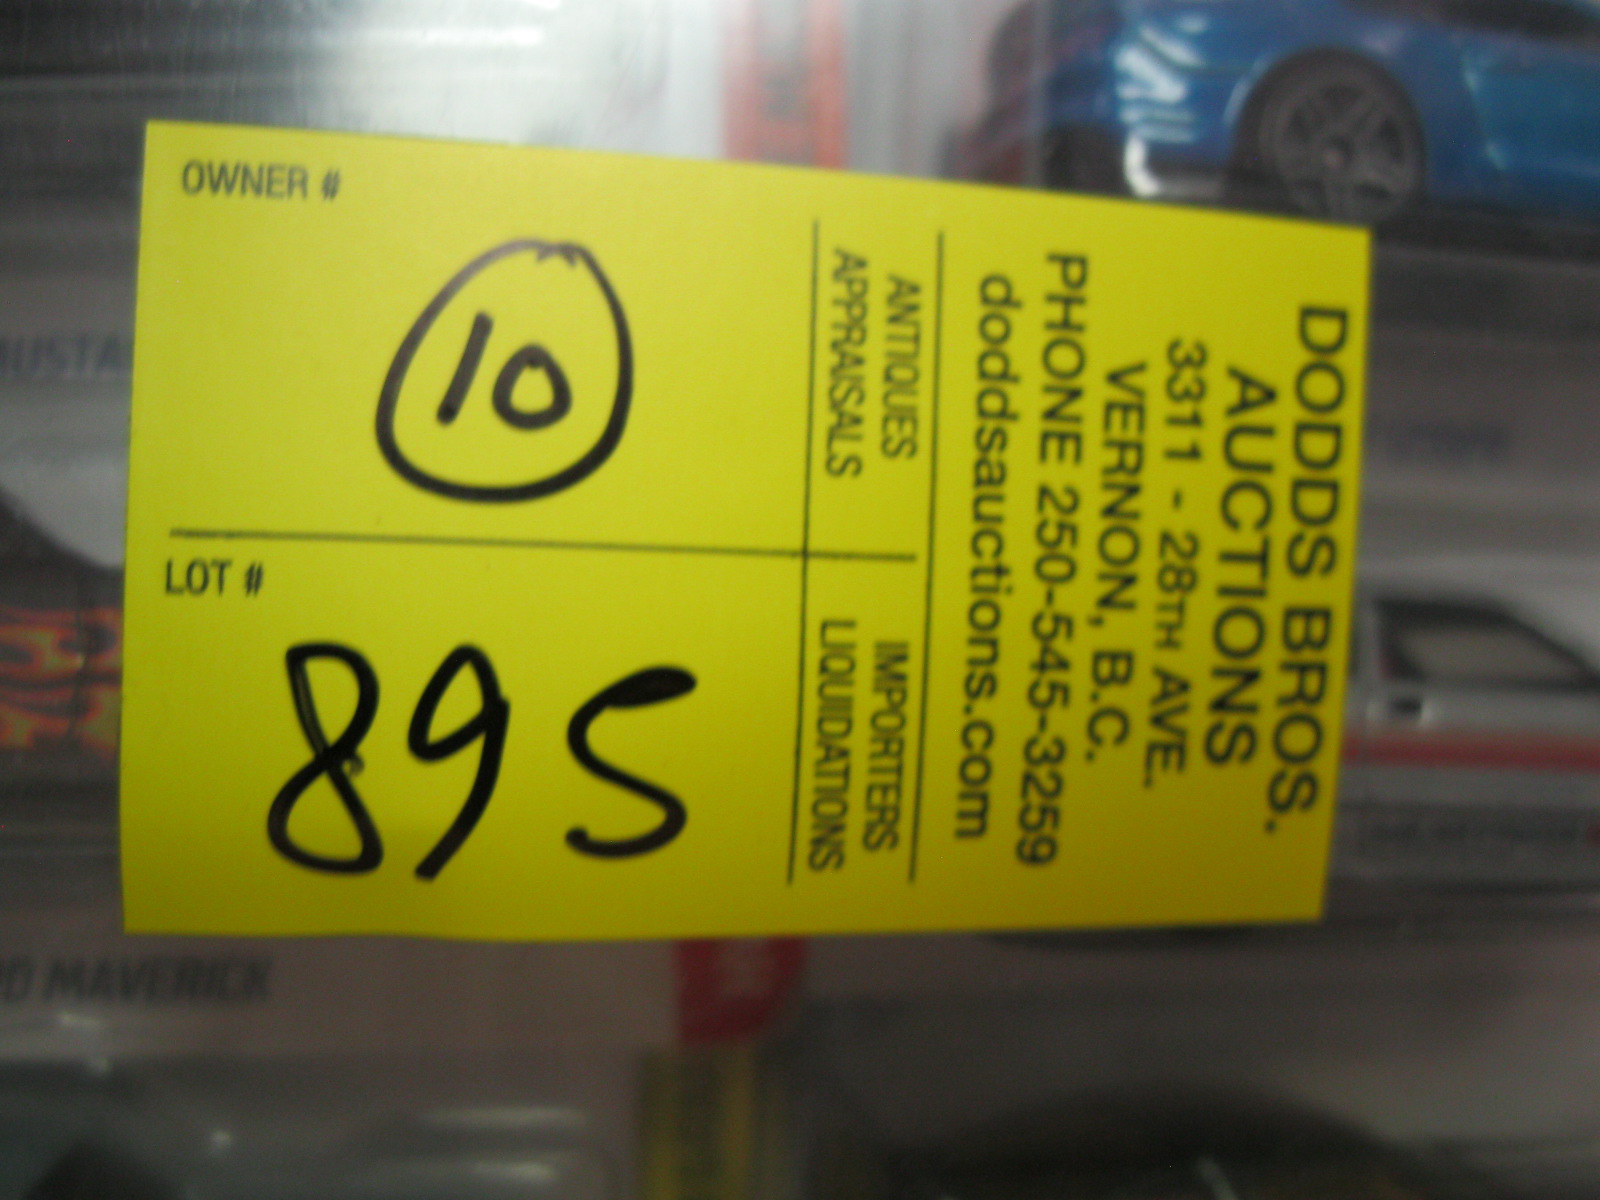 OWNER #
10
LOT #
895
DODDS BROS.
AUCTIONS
3311 - 28TH AVE.
VERNON, B.C.
PHONE 250-545-3259
doddsauctions.com
ANTIQUES
APPRAISALS
IMPORTERS
LIQUIDATIONS
MAVERICK